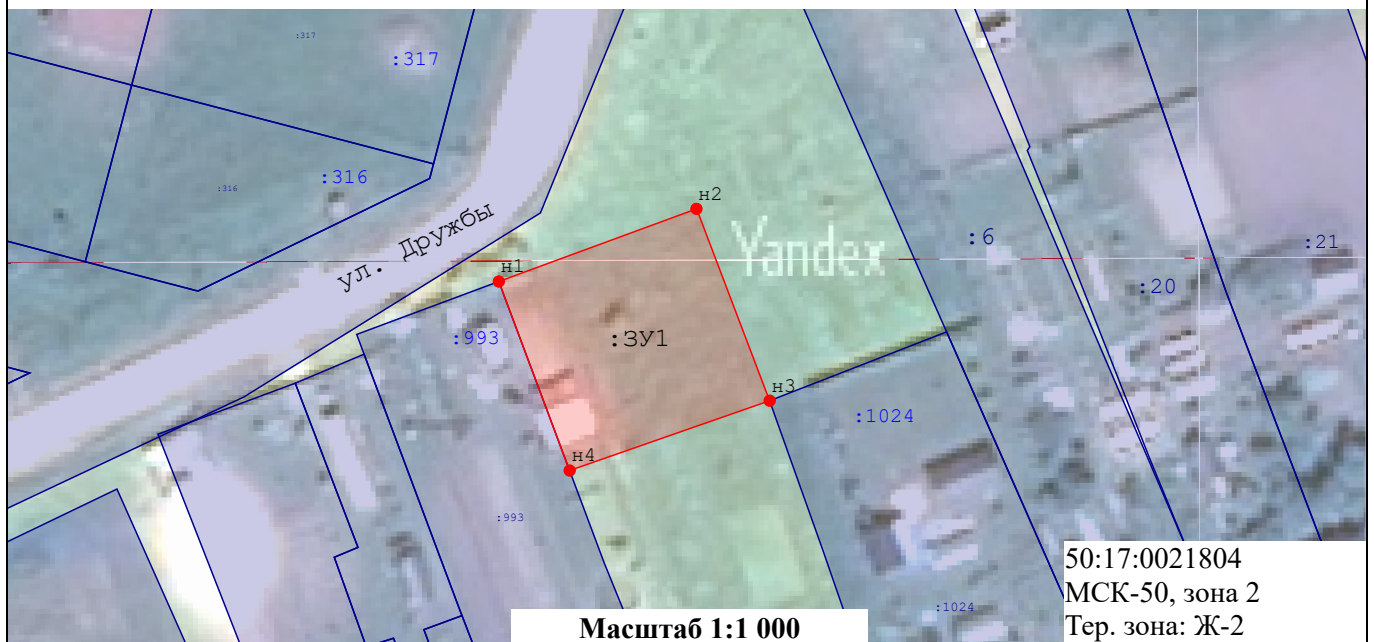 :317
:317
:316
:316
ул. Дружбы
н2
Yandex
:6
:21
н1
:20
:993
:ЗУ1
н3
:1024
н4
:993
:1024
50:17:0021804
МСК-50, зона 2
Тер. зона: Ж-2
Масштаб 1:1 000